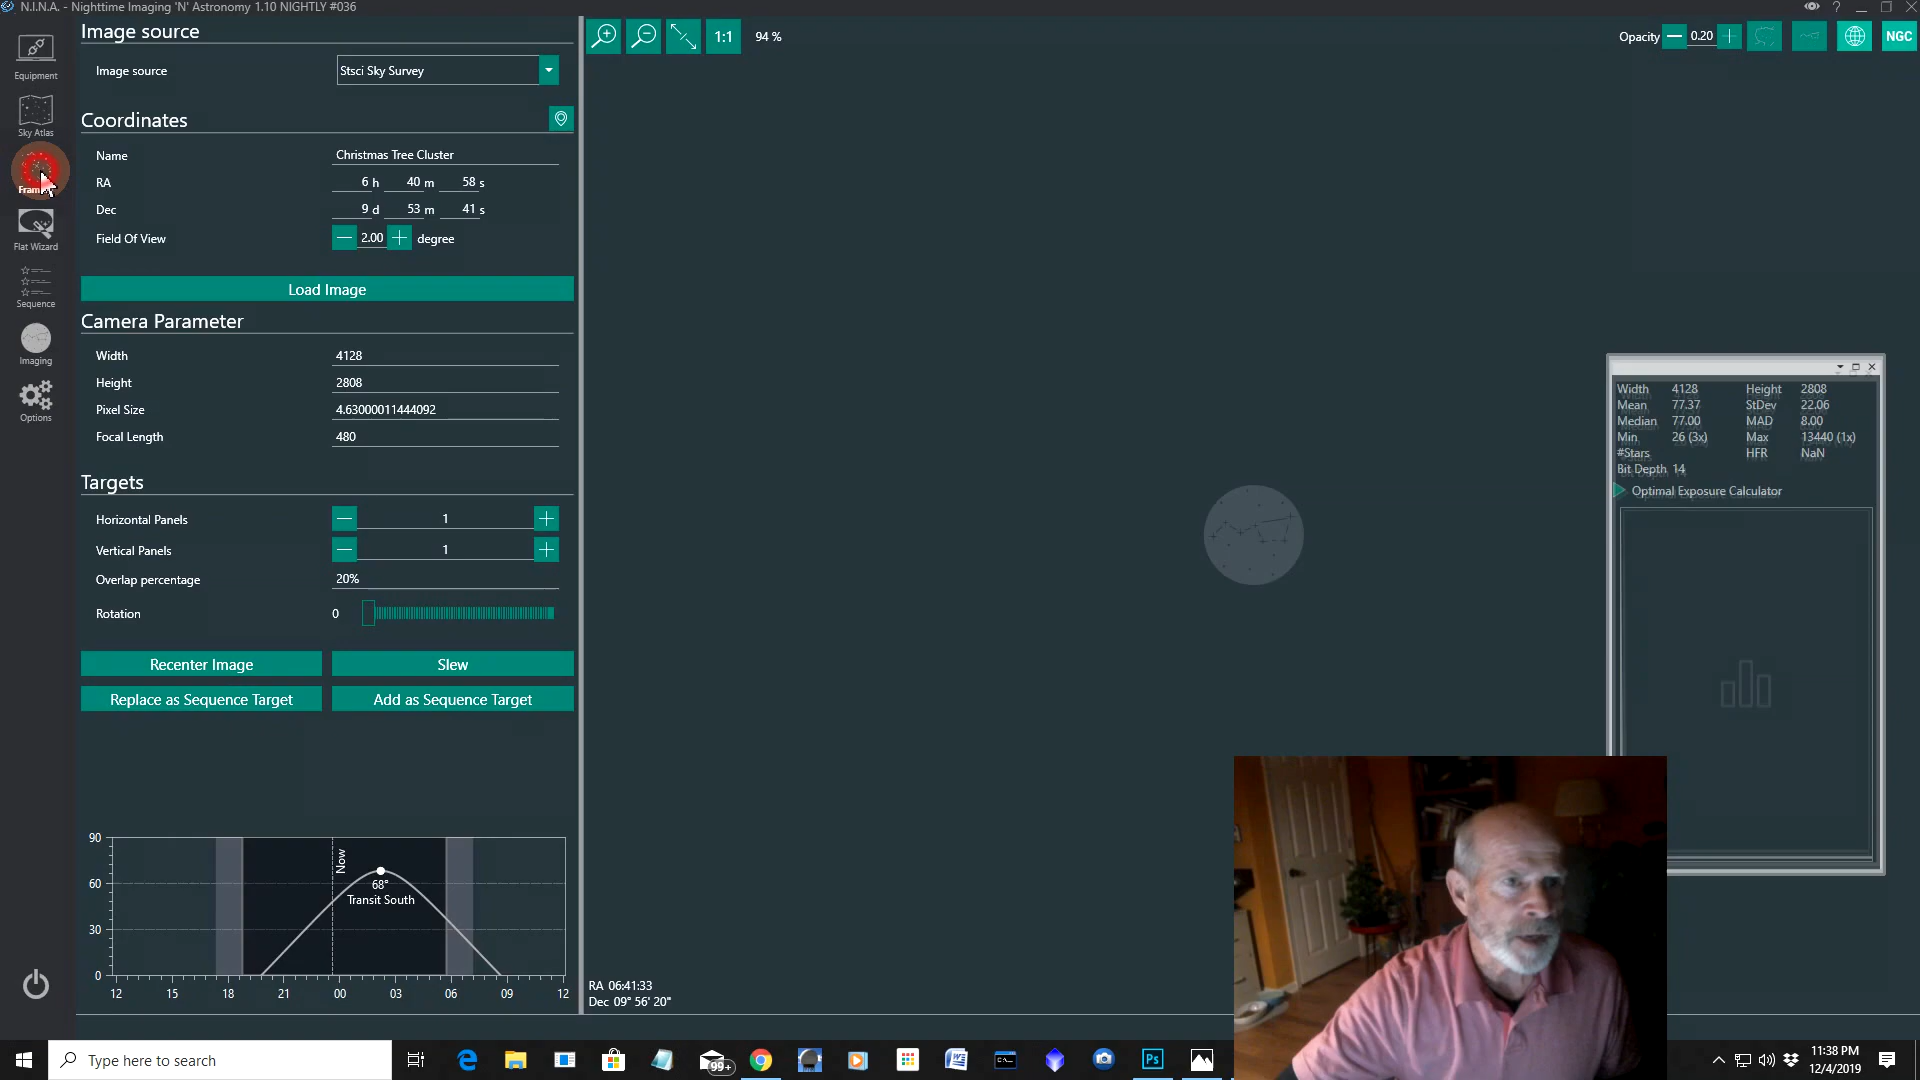 N.I.N.A. - Nighttime Imaging 'N' Astronomy 1.10 NIGHTLY #036
Equipment
Sky Atlas
Flat Wizard
Sequence
Imaging
Options
Image source
Image source Stsci Sky Survey
Coordinates
Name Christmas Tree Cluster
RA 6 h 40 m 58 s
Dec 9 d 53 m 41 s
Field Of View 2.00 degree
Load Image
Camera Parameter
Width 4128
Height 2808
Pixel Size 4.63000011444092
Focal Length 480
Targets
Horizontal Panels 1
Vertical Panels 1
Overlap percentage 20%
Rotation 0
Recenter Image Slew
Replace as Sequence Target Add as Sequence Target
90
60
30
0
Now
68°
Transit South
12 15 18 21 00 03 06 09 12
1:1 94 %
Opacity 0.20 NGC
Width 4128 Height 2808
Mean 77.37 StDev 22.06
Median 77.00 MAD 8.00
Min 26 (3x) Max 13440 (1x)
#Stars HFR NaN
Bit Depth 14
Optimal Exposure Calculator
RA 06:41:33
Dec 09° 56' 20"
Type here to search
99+
Ps
11:38 PM
12/4/2019